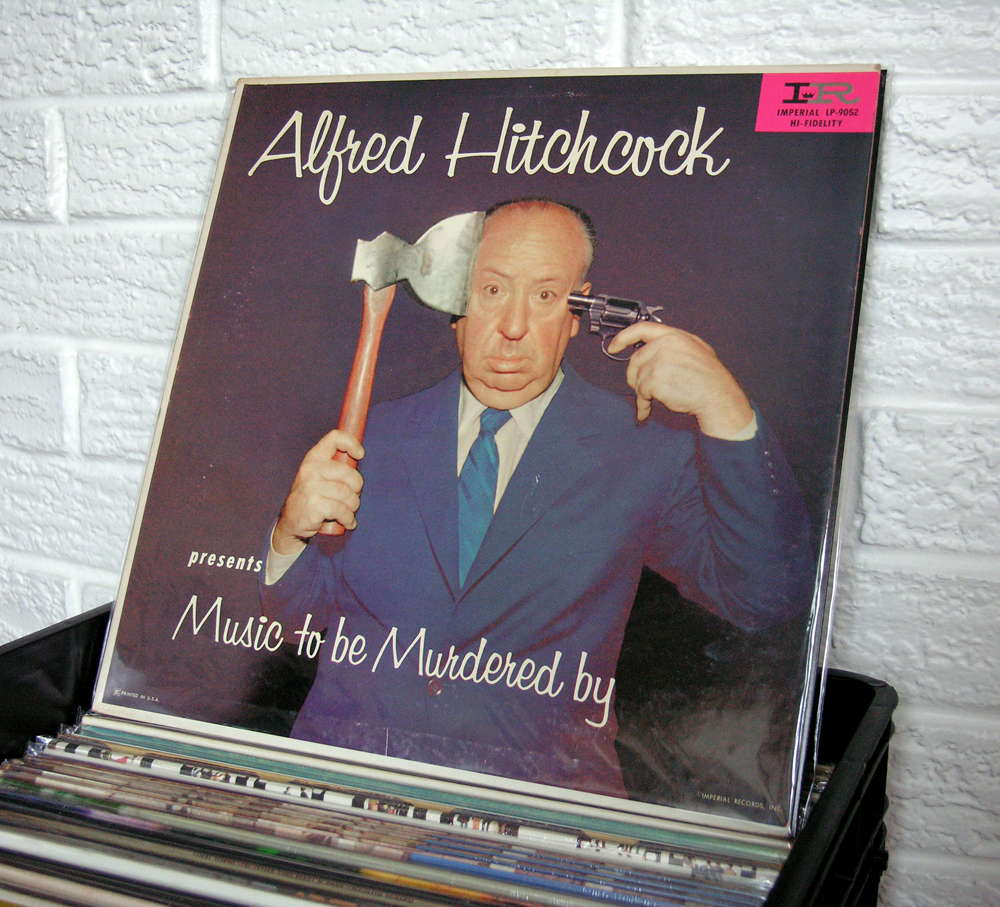 IR
IMPERIAL LP-9052
HI-FIDELITY
Alfred Hitchcock
presents
Music to be Murdered by
© PRINTED IN U.S.A.
IMPERIAL RECORDS, INC.